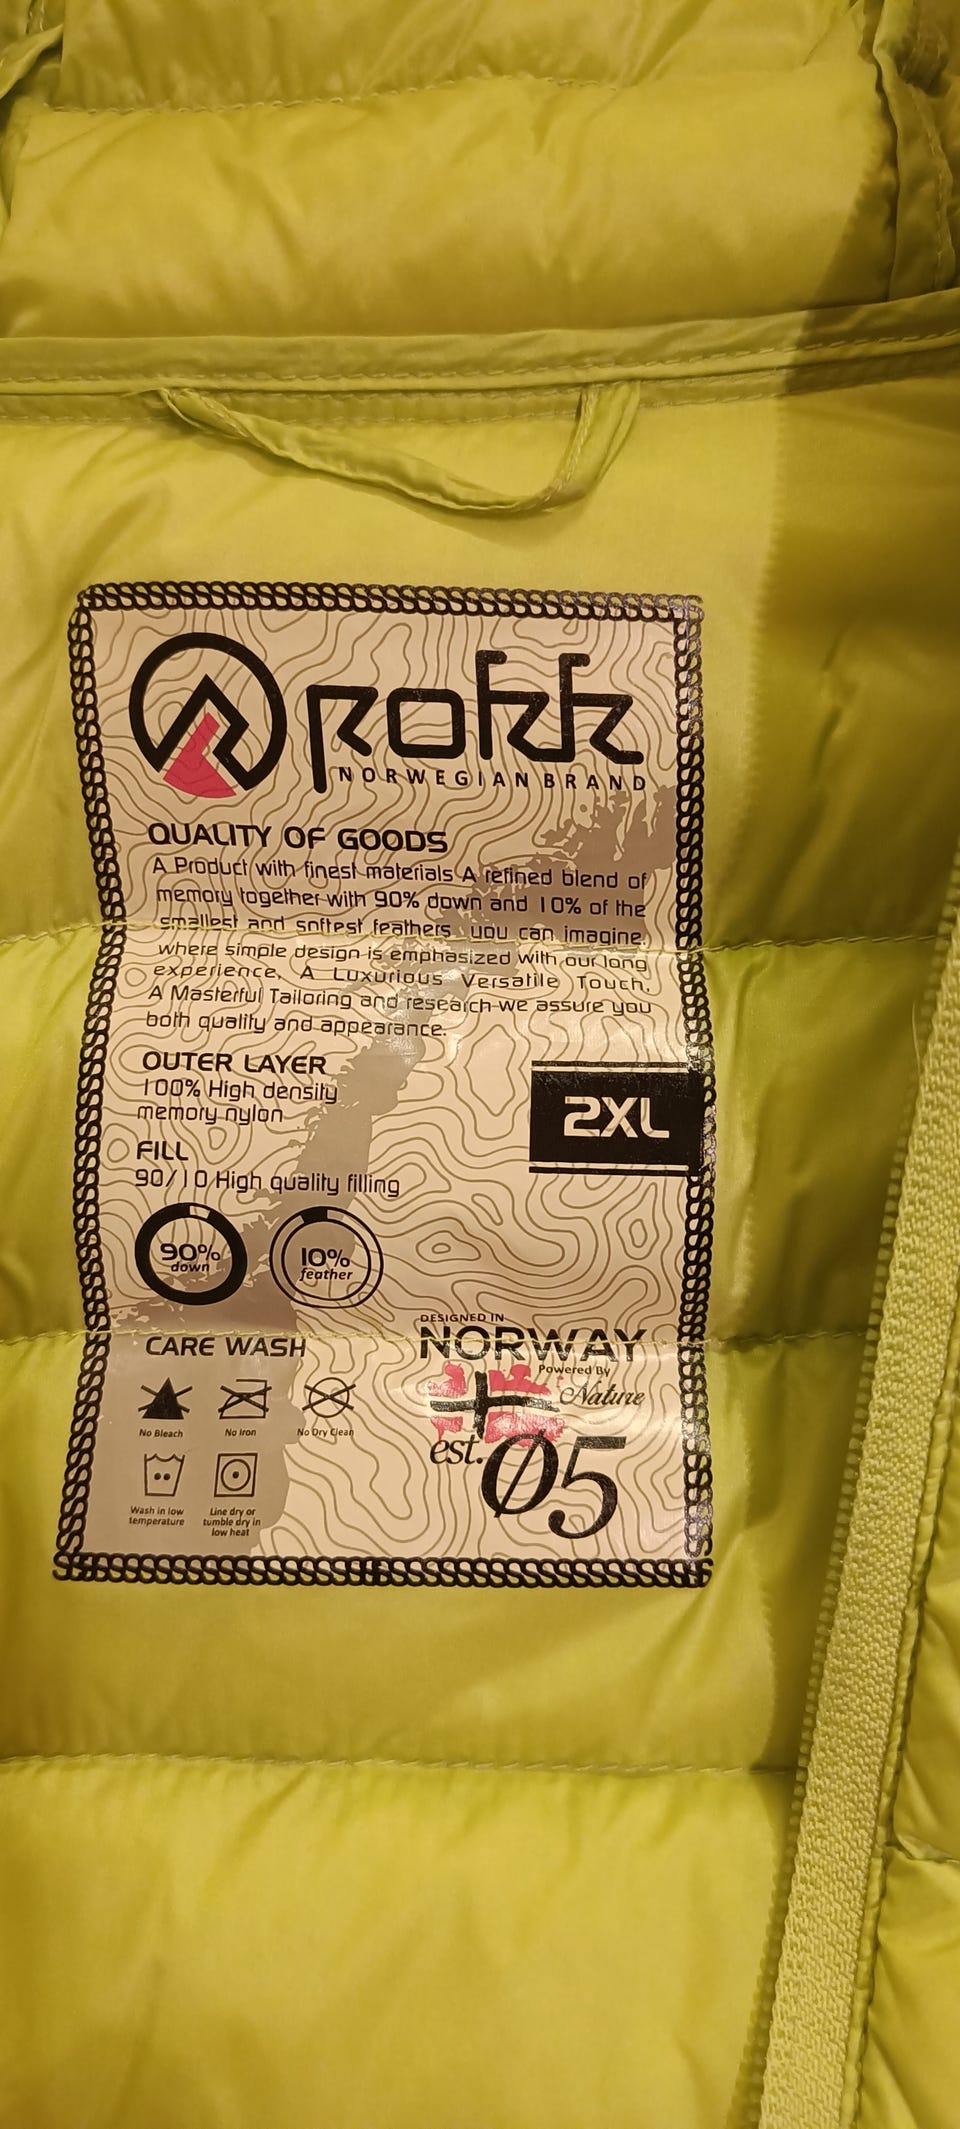 rokk
NORWEGIAN BRAND
QUALITY OF GOODS
A Product with finest materials A refined blend of
memory together with 90% down and 10% of the
smallest and softest feathers you can imagine,
where simple design is emphasized with our long
experience. A Luxurious Versatile Touch.
A Masterful Tailoring and research we assure you
both quality and appearance.
OUTER LAYER
100% High density
memory nylon
2XL
FILL
90/10 High quality filling
90%
down
10%
feather
CARE WASH
No Bleach
No Iron
No Dry Clean
Wash in low
temperature
Line dry or
tumble dry in
low heat
DESIGNED IN
NORWAY
Powered By
Nature
est. Ø5